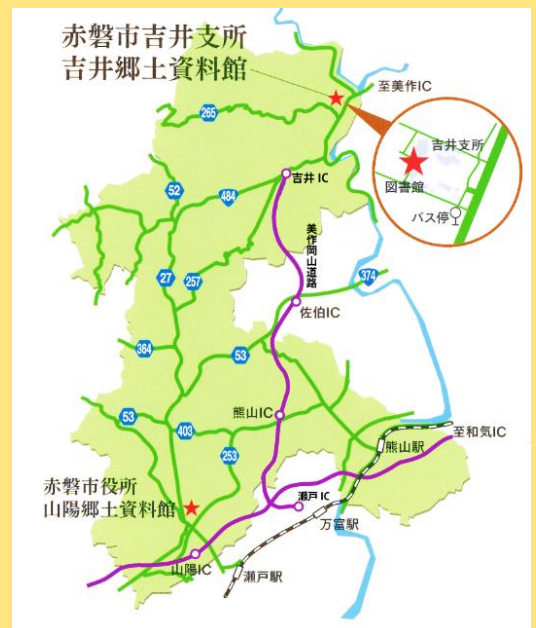 赤磐市吉井支所
吉井郷土資料館
至美作IC
265
吉井支所
図書館
バス停
吉井 IC
52
484
美作岡山道路
27
257
374
佐伯IC
364
53
53
403
熊山IC
253
熊山駅
至和気IC
赤磐市役所
山陽郷土資料館
瀬戸 IC
万富駅
山陽IC
瀬戸駅